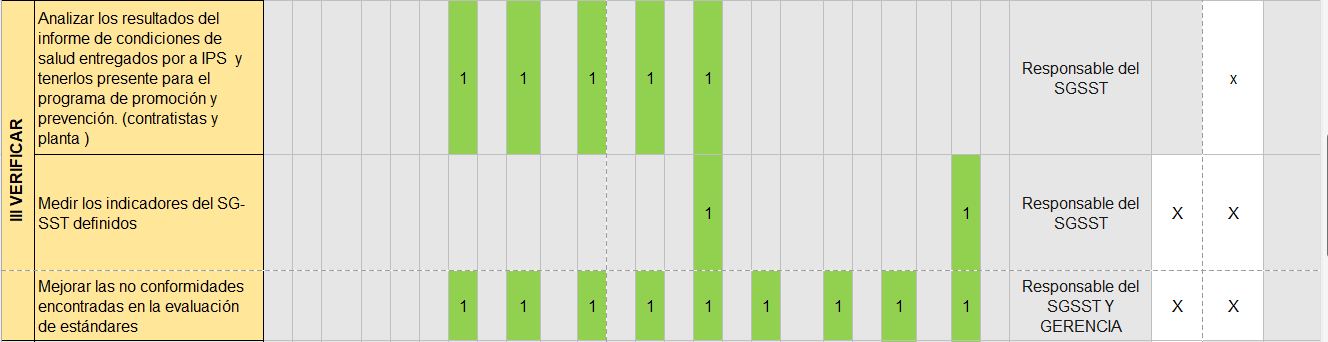 III VERIFICAR
Analizar los resultados del
informe de condiciones de
salud entregados por a IPS y
tenerlos presente para el
programa de promoción y
prevención. (contratistas y
planta )
1 1 1 1 1
Responsable del
SGSST
x
Medir los indicadores del SG-
SST definidos
1 1
Responsable del
SGSST
X X
Mejorar las no conformidades
encontradas en la evaluación
de estándares
1 1 1 1 1 1 1 1 1
Responsable del
SGSST Y
GERENCIA
X X